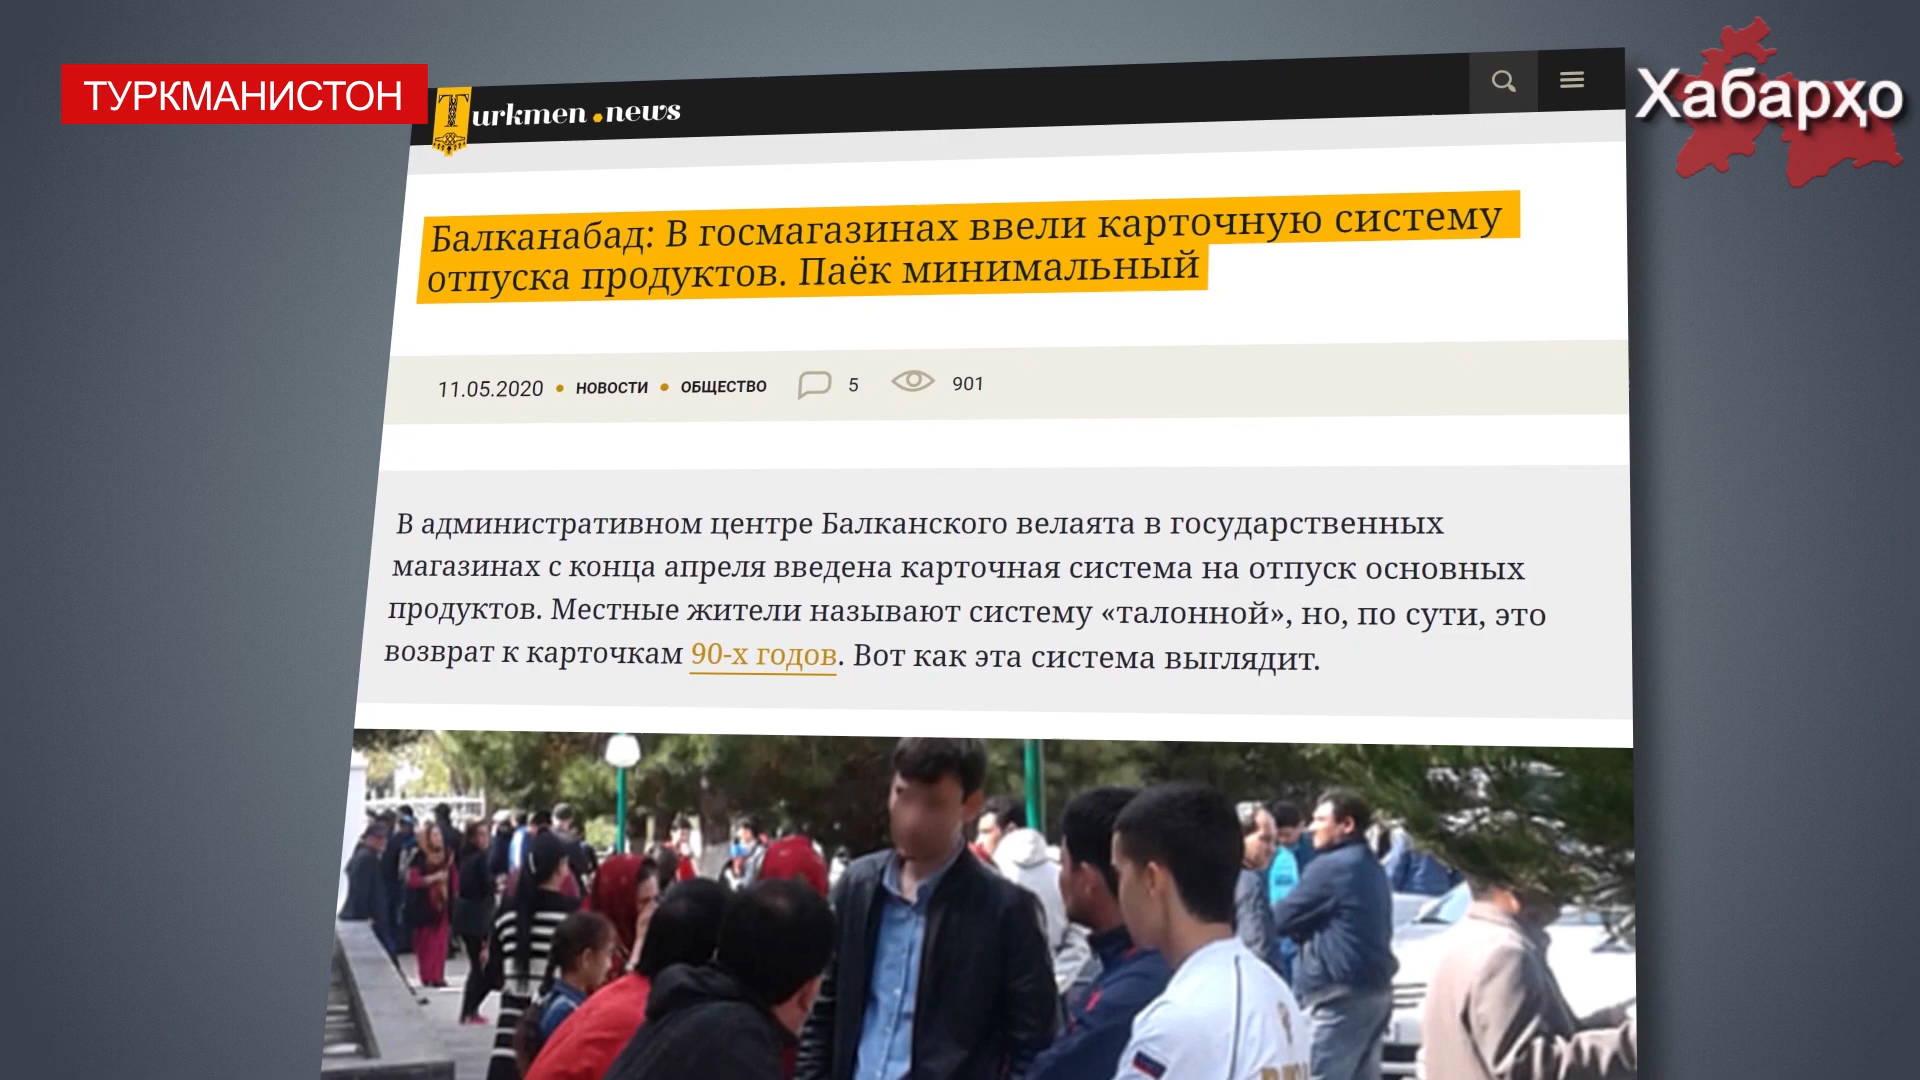 ТУРКМАНИСТОН
Хабарҳо
Turkmen.news
Балканабад: В госмагазинах ввели карточную систему
отпуска продуктов. Паёк минимальный
11.05.2020 • НОВОСТИ • ОБЩЕСТВО 5 901
В административном центре Балканского велаята в государственных
магазинах с конца апреля введена карточная система на отпуск основных
продуктов. Местные жители называют систему «талонной», но, по сути, это
возврат к карточкам 90-х годов. Вот как эта система выглядит.